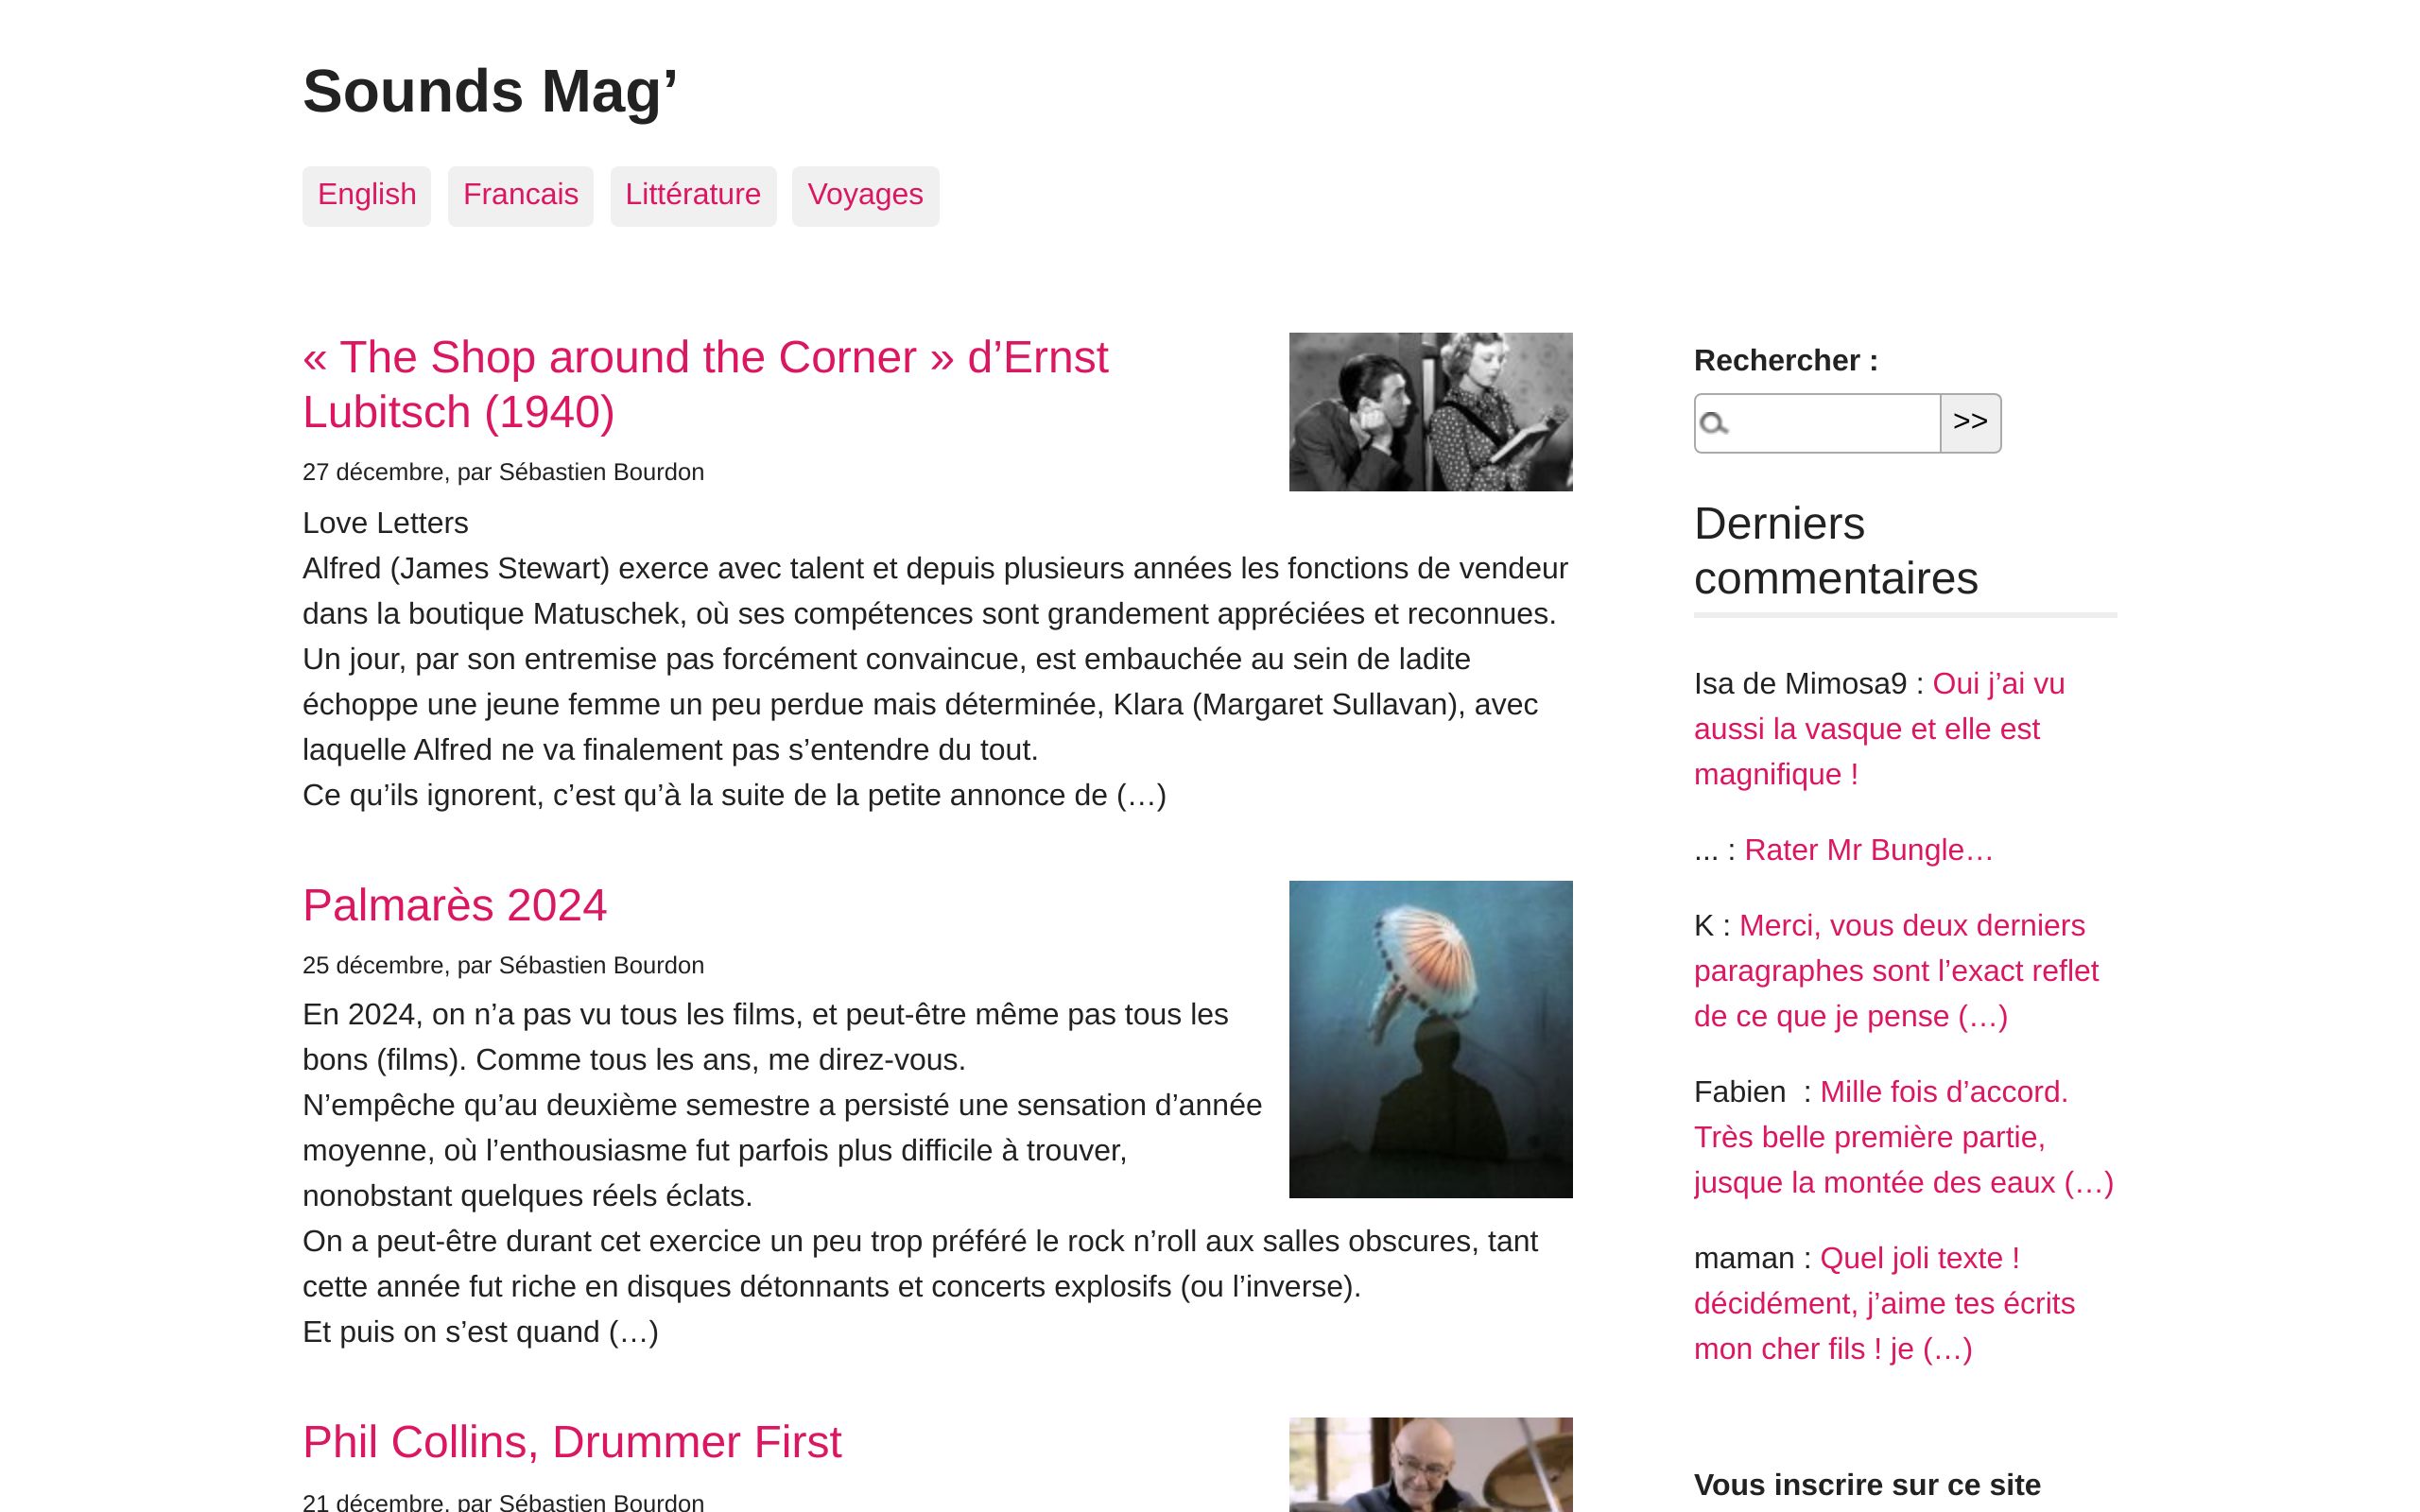 Sounds Mag’
English
Francais
Littérature
Voyages
« The Shop around the Corner » d’Ernst
Lubitsch (1940)
27 décembre, par Sébastien Bourdon
Love Letters
Alfred (James Stewart) exerce avec talent et depuis plusieurs années les fonctions de vendeur
dans la boutique Matuschek, où ses compétences sont grandement appréciées et reconnues.
Un jour, par son entremise pas forcément convaincue, est embauchée au sein de ladite
échoppe une jeune femme un peu perdue mais déterminée, Klara (Margaret Sullavan), avec
laquelle Alfred ne va finalement pas s’entendre du tout.
Ce qu’ils ignorent, c’est qu’à la suite de la petite annonce de (…)
Palmarès 2024
25 décembre, par Sébastien Bourdon
En 2024, on n’a pas vu tous les films, et peut-être même pas tous les
bons (films). Comme tous les ans, me direz-vous.
N’empêche qu’au deuxième semestre a persisté une sensation d’année
moyenne, où l’enthousiasme fut parfois plus difficile à trouver,
nonobstant quelques réels éclats.
On a peut-être durant cet exercice un peu trop préféré le rock n’roll aux salles obscures, tant
cette année fut riche en disques détonnants et concerts explosifs (ou l’inverse).
Et puis on s’est quand (…)
Phil Collins, Drummer First
21 décembre, par Sébastien Bourdon
Rechercher :
>>
Derniers
commentaires
Isa de Mimosa9 : Oui j’ai vu
aussi la vasque et elle est
magnifique !
... : Rater Mr Bungle…
K : Merci, vous deux derniers
paragraphes sont l’exact reflet
de ce que je pense (…)
Fabien  : Mille fois d’accord.
Très belle première partie,
jusque la montée des eaux (…)
maman : Quel joli texte !
décidément, j’aime tes écrits
mon cher fils ! je (…)
Vous inscrire sur ce site